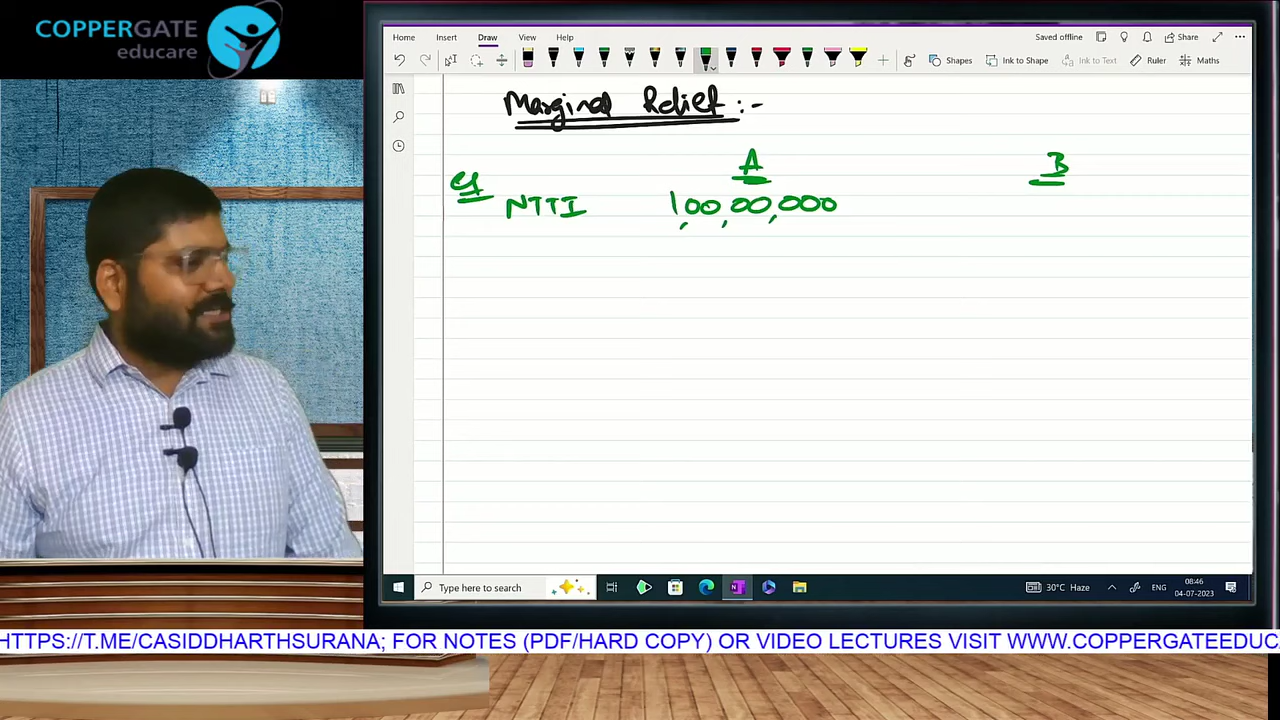 COPPERGATE
educare
Home Insert Draw View Help
Saved offline
Share
Shapes
Ink to Shape
Ink to Text
Ruler
Maths
Marginal Relief :-
A B
eg
NTTI 1,00,00,000
Type here to search
30°C Haze
ENG
08:46
04-07-2023
HTTPS://T.ME/CASIDDHARTHSURANA; FOR NOTES (PDF/HARD COPY) OR VIDEO LECTURES VISIT WWW.COPPERGATEEDUC